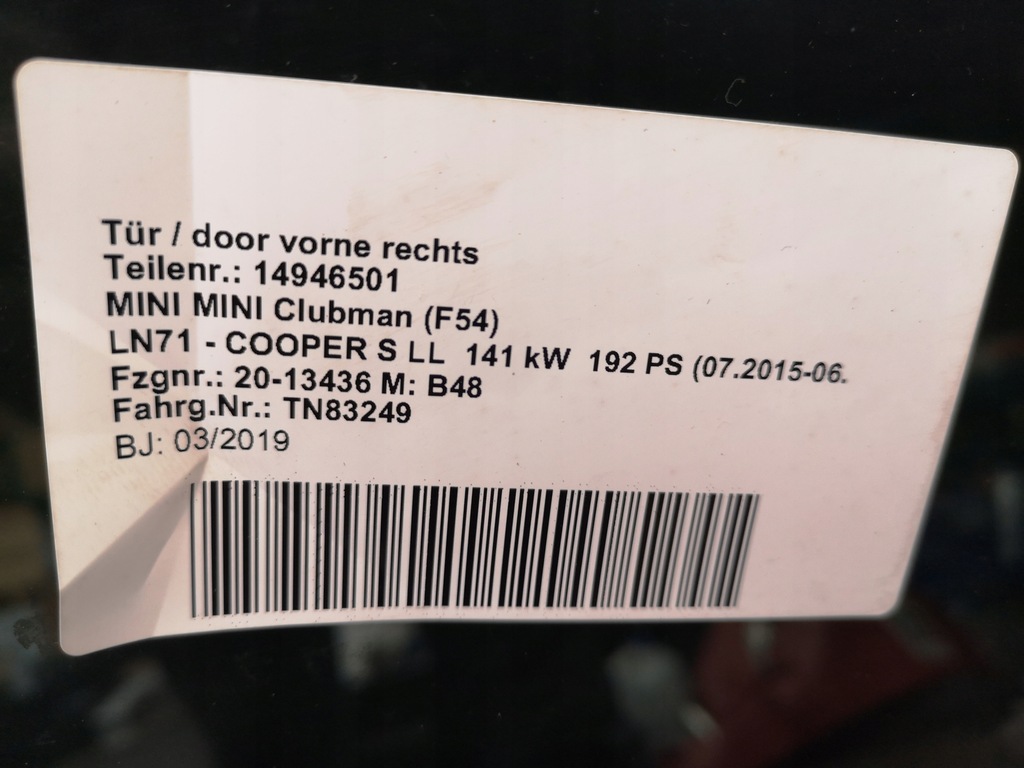 Tür / door vorne rechts
Teilenr.: 14946501
MINI MINI Clubman (F54)
LN71 - COOPER S LL 141 kW 192 PS (07.2015-06.
Fzgnr.: 20-13436 M: B48
Fahrg.Nr.: TN83249
BJ: 03/2019